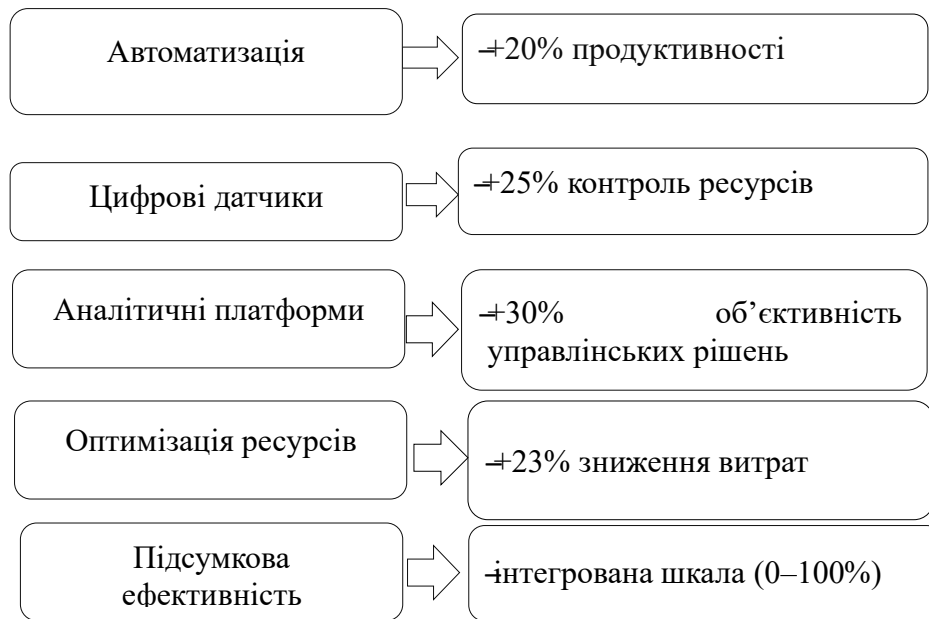 Автоматизація
–+20% продуктивності
Цифрові датчики
–+25% контроль ресурсів
Аналітичні платформи
–+30% об’єктивність
управлінських рішень
Оптимізація ресурсів
–+23% зниження витрат
Підсумкова
ефективність
–інтегрована шкала (0–100%)